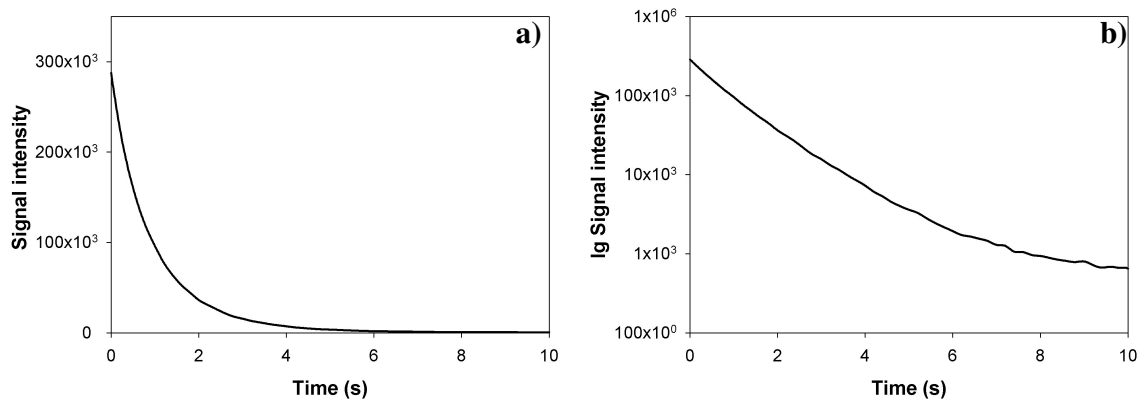 a)
300x10³
200x10³
100x10³
0
Signal intensity
0 2 4 6 8 10
Time (s)
b)
1x10⁶
100x10³
10x10³
1x10³
100x10⁰
lg Signal intensity
0 2 4 6 8 10
Time (s)